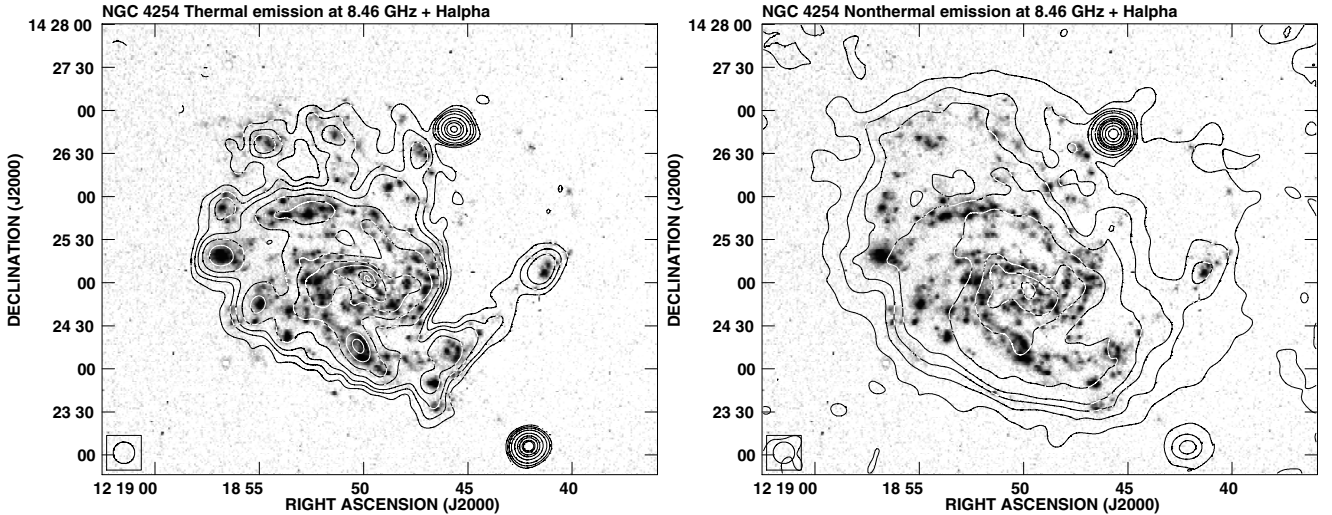 NGC 4254 Thermal emission at 8.46 GHz + Halpha
14 28 00
27 30
00
26 30
00
25 30
00
24 30
00
23 30
00
12 19 00
18 55
50
45
40
DECLINATION (J2000)
RIGHT ASCENSION (J2000)
NGC 4254 Nonthermal emission at 8.46 GHz + Halpha
14 28 00
27 30
00
26 30
00
25 30
00
24 30
00
23 30
00
12 19 00
18 55
50
45
40
DECLINATION (J2000)
RIGHT ASCENSION (J2000)